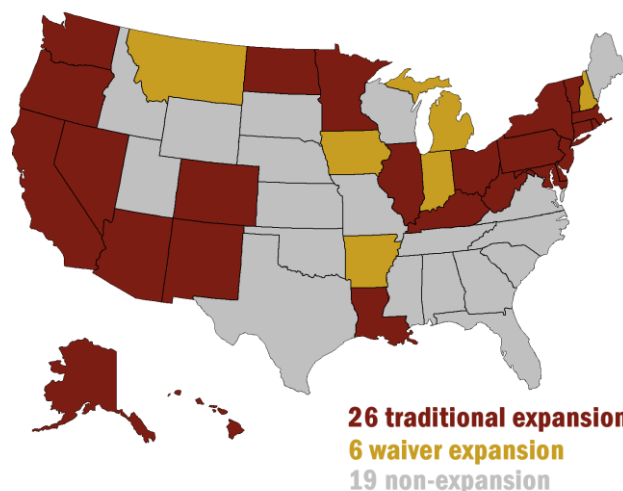 26 traditional expansion
6 waiver expansion
19 non-expansion